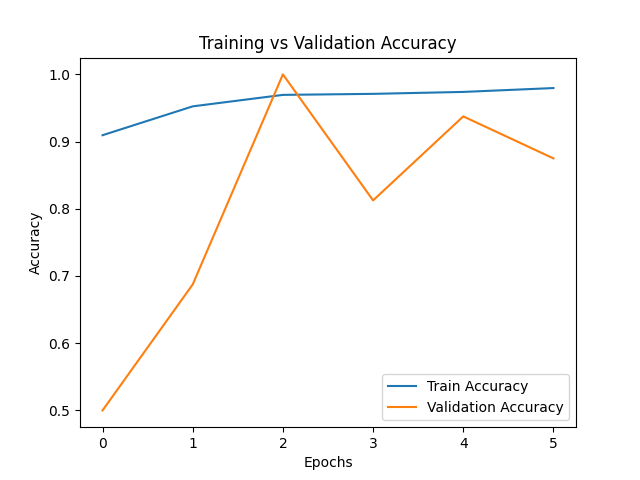 Training vs Validation Accuracy
Accuracy
1.0
0.9
0.8
0.7
0.6
0.5
0 1 2 3 4 5
Epochs
Train Accuracy
Validation Accuracy